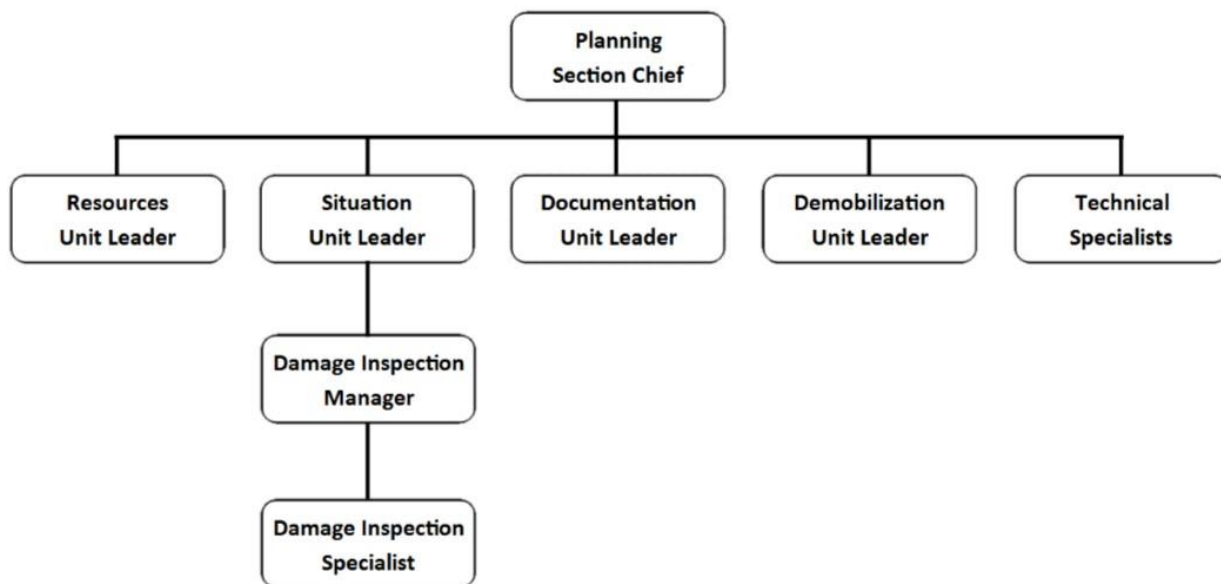 Planning
Section Chief
Resources
Unit Leader
Situation
Unit Leader
Documentation
Unit Leader
Demobilization
Unit Leader
Technical
Specialists
Damage Inspection
Manager
Damage Inspection
Specialist